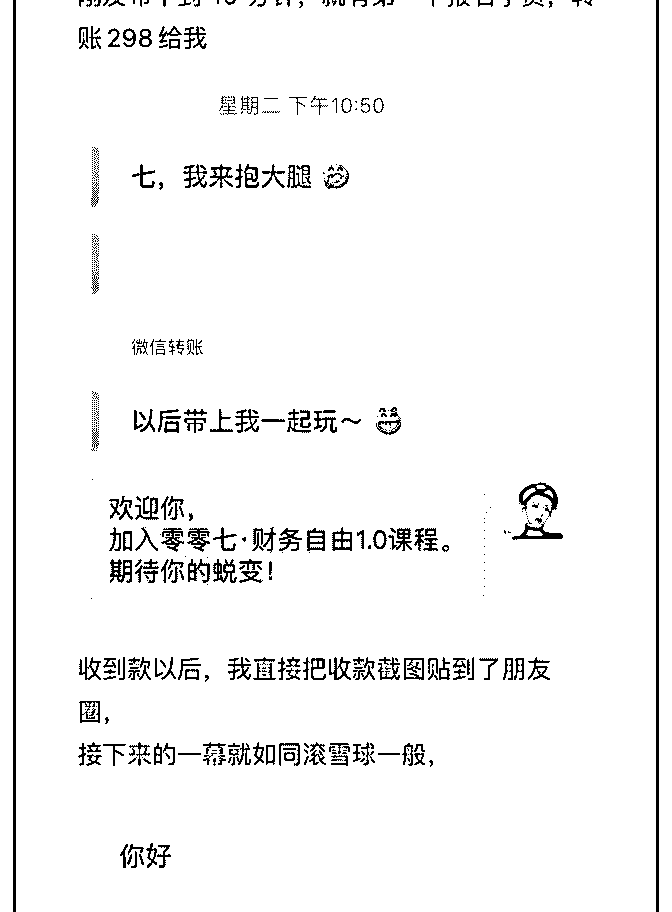 账298给我
星期二 下午10:50
七，我来抱大腿
微信转账
以后带上我一起玩～
欢迎你，
加入零零七·财务自由1.0课程。
期待你的蜕变！
收到款以后，我直接把收款截图贴到了朋友
圈，
接下来的一幕就如同滚雪球一般，
你好